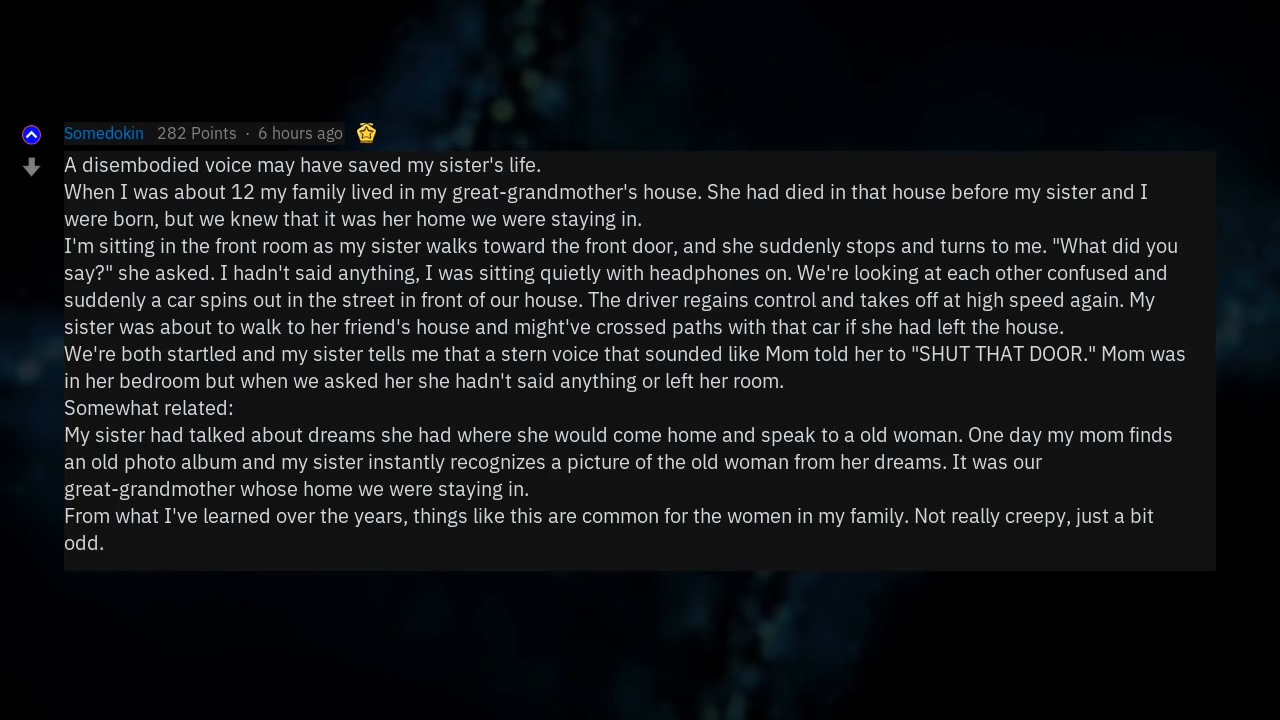 Somedokin 282 Points · 6 hours ago
A disembodied voice may have saved my sister's life.
When I was about 12 my family lived in my great-grandmother's house. She had died in that house before my sister and I
were born, but we knew that it was her home we were staying in.
I'm sitting in the front room as my sister walks toward the front door, and she suddenly stops and turns to me. "What did you
say?" she asked. I hadn't said anything, I was sitting quietly with headphones on. We're looking at each other confused and
suddenly a car spins out in the street in front of our house. The driver regains control and takes off at high speed again. My
sister was about to walk to her friend's house and might've crossed paths with that car if she had left the house.
We're both startled and my sister tells me that a stern voice that sounded like Mom told her to "SHUT THAT DOOR." Mom was
in her bedroom but when we asked her she hadn't said anything or left her room.
Somewhat related:
My sister had talked about dreams she had where she would come home and speak to a old woman. One day my mom finds
an old photo album and my sister instantly recognizes a picture of the old woman from her dreams. It was our
great-grandmother whose home we were staying in.
From what I've learned over the years, things like this are common for the women in my family. Not really creepy, just a bit
odd.